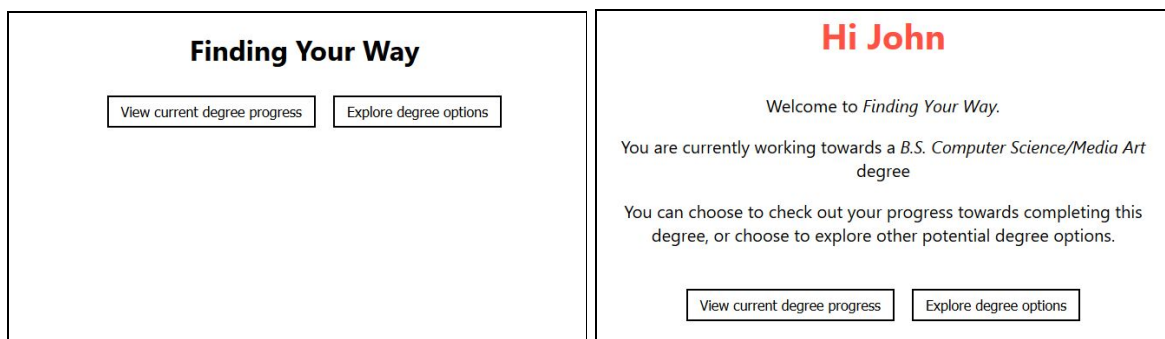 Finding Your Way
View current degree progress
Explore degree options
Hi John
Welcome to Finding Your Way.
You are currently working towards a B.S. Computer Science/Media Art
degree
You can choose to check out your progress towards completing this
degree, or choose to explore other potential degree options.
View current degree progress
Explore degree options